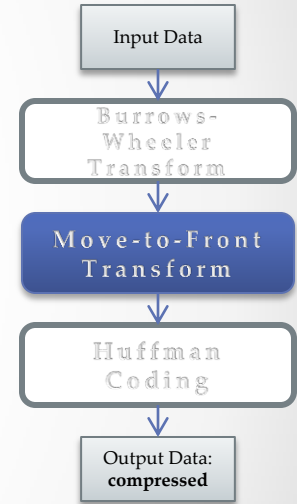 Input Data
Burrows-
Wheeler
Transform
Move-to-Front
Transform
Huffman
Coding
Output Data:
compressed